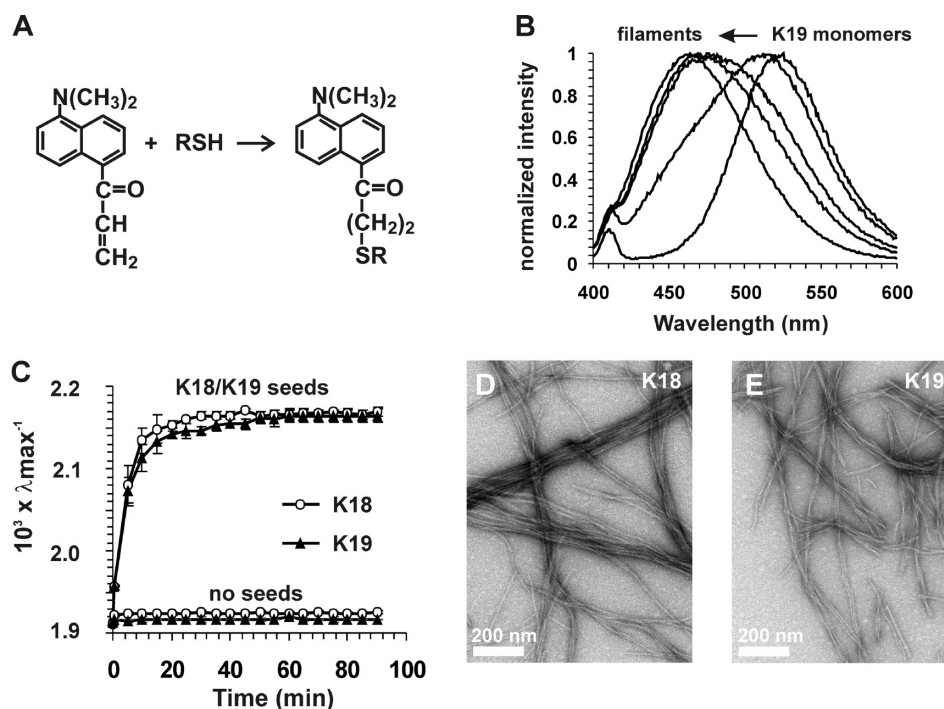 A
N(CH₃)₂
C=O
CH
CH₂
+ RSH →
N(CH₃)₂
C=O
(CH₂)₂
SR
B
filaments ← K19 monomers
normalized intensity
1
0.8
0.6
0.4
0.2
0
400 450 500 550 600
Wavelength (nm)
C
10³ x λmax⁻¹
2.2
2.1
2.0
1.9
K18/K19 seeds
K18
K19
no seeds
0 20 40 60 80 100
Time (min)
D
K18
200 nm
E
K19
200 nm